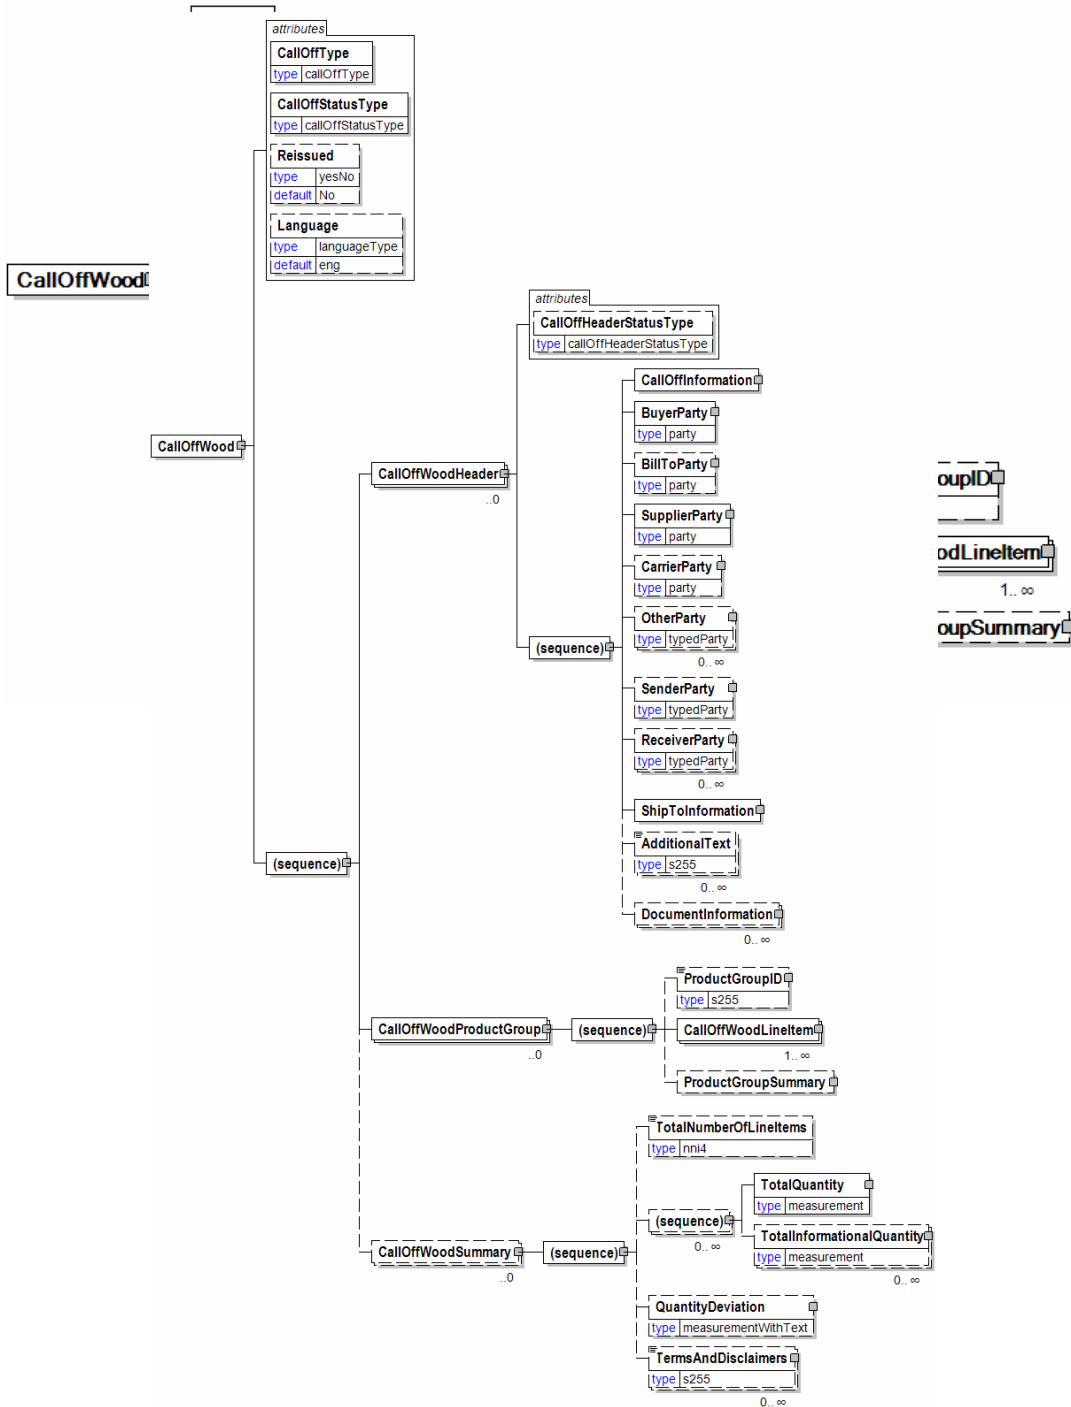 attributes
CallOffType
type callOffType
CallOffStatusType
type callOffStatusType
Reissued
type yesNo
default No
Language
type languageType
default eng
CallOffWood
attributes
CallOffHeaderStatusType
type callOffHeaderStatusType
CallOffInformation
BuyerParty
type party
CallOffWood
CallOffWoodHeader
..0
BillToParty
type party
SupplierParty
type party
CarrierParty
type party
OtherParty
type typedParty
0.. ∞
(sequence)
SenderParty
type typedParty
ReceiverParty
type typedParty
0.. ∞
ShipToInformation
AdditionalText
type s255
0.. ∞
DocumentInformation
0.. ∞
oupID
odLineItem
1.. ∞
oupSummary
(sequence)
ProductGroupID
type s255
CallOffWoodProductGroup
..0
(sequence)
CallOffWoodLineItem
1.. ∞
ProductGroupSummary
TotalNumberOfLineItems
type nni4
TotalQuantity
type measurement
(sequence)
0.. ∞
TotalInformationalQuantity
type measurement
0.. ∞
CallOffWoodSummary
..0
(sequence)
QuantityDeviation
type measurementWithText
TermsAndDisclaimers
type s255
0.. ∞